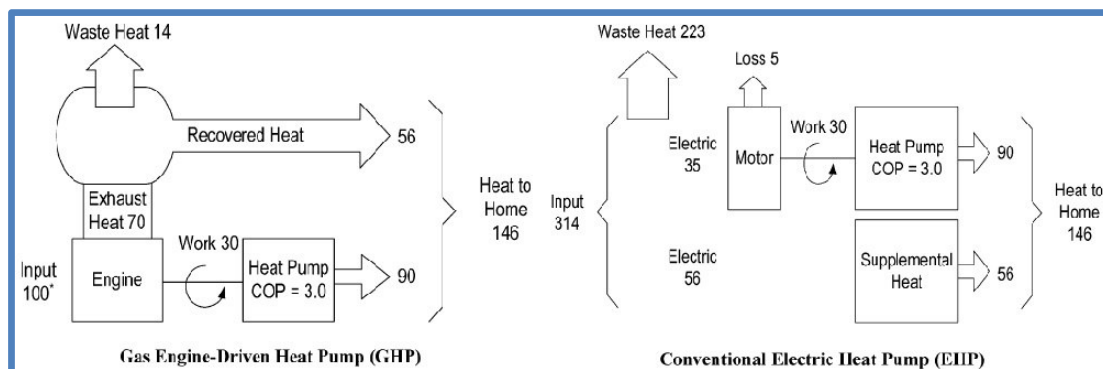 Waste Heat 14
Recovered Heat
56
Exhaust
Heat 70
Heat to
Home
146
Work 30
Input
100*
Engine
Heat Pump
COP = 3.0
90
Gas Engine-Driven Heat Pump (GHP)
Waste Heat 223
Loss 5
Electric
35
Motor
Work 30
Heat Pump
COP = 3.0
90
Input
314
Heat to
Home
146
Electric
56
Supplemental
Heat
56
Conventional Electric Heat Pump (EHP)